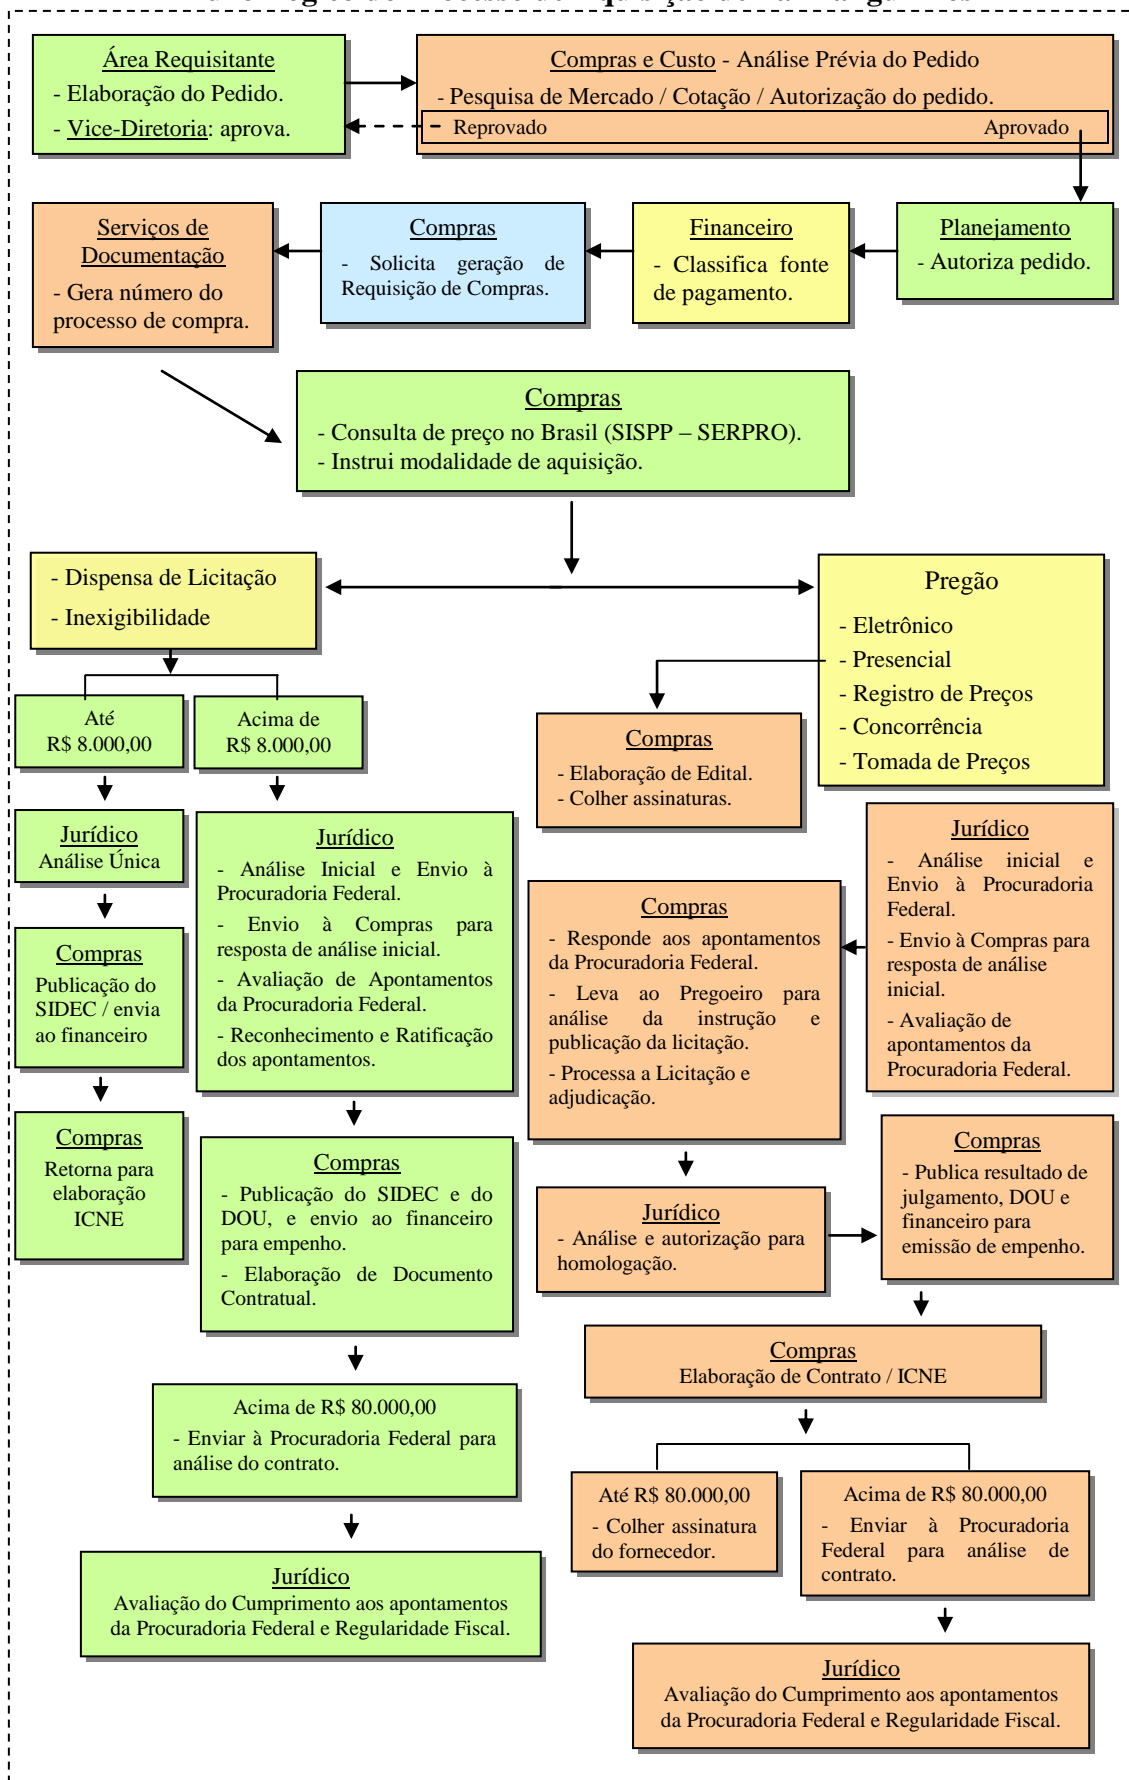 Área Requisitante
- Elaboração do Pedido.
- Vice-Diretoria: aprova.
Compras e Custo - Análise Prévia do Pedido
- Pesquisa de Mercado / Cotação / Autorização do pedido.
Reprovado
Aprovado
Serviços de
Documentação
- Gera número do
processo de compra.
Compras
- Solicita geração de
Requisição de Compras.
Financeiro
- Classifica fonte
de pagamento.
Planejamento
- Autoriza pedido.
Compras
- Consulta de preço no Brasil (SISPP – SERPRO).
- Instrui modalidade de aquisição.
- Dispensa de Licitação
- Inexigibilidade
Pregão
- Eletrônico
- Presencial
- Registro de Preços
- Concorrência
- Tomada de Preços
Até
R$ 8.000,00
Acima de
R$ 8.000,00
Compras
- Elaboração de Edital.
- Colher assinaturas.
Jurídico
Análise Única
Jurídico
- Análise Inicial e Envio à
Procuradoria Federal.
- Envio à Compras para
resposta de análise inicial.
- Avaliação de Apontamentos
da Procuradoria Federal.
- Reconhecimento e Ratificação
dos apontamentos.
Jurídico
- Análise inicial e
Envio à Procuradoria
Federal.
- Envio à Compras para
resposta de análise
inicial.
- Avaliação de
apontamentos da
Procuradoria Federal.
Compras
- Responde aos apontamentos
da Procuradoria Federal.
- Leva ao Pregoeiro para
análise da instrução e
publicação da licitação.
- Processa a Licitação e
adjudicação.
Compras
Publicação do
SIDEC / envia
ao financeiro
Compras
Retorna para
elaboração
ICNE
Compras
- Publicação do SIDEC e do
DOU, e envio ao financeiro
para empenho.
- Elaboração de Documento
Contratual.
Jurídico
- Análise e autorização para
homologação.
Compras
- Publica resultado de
julgamento, DOU e
financeiro para
emissão de empenho.
Compras
Elaboração de Contrato / ICNE
Acima de R$ 80.000,00
- Enviar à Procuradoria Federal para
análise do contrato.
Até R$ 80.000,00
- Colher assinatura
do fornecedor.
Acima de R$ 80.000,00
- Enviar à Procuradoria
Federal para análise de
contrato.
Jurídico
Avaliação do Cumprimento aos apontamentos
da Procuradoria Federal e Regularidade Fiscal.
Jurídico
Avaliação do Cumprimento aos apontamentos
da Procuradoria Federal e Regularidade Fiscal.